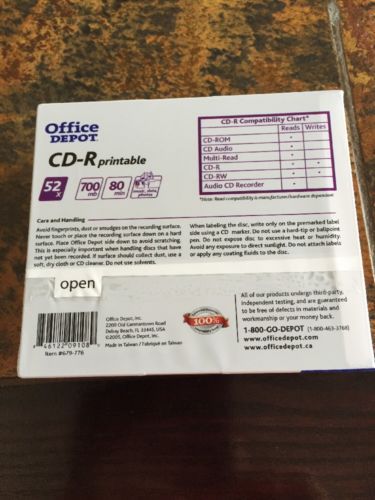 Office
DEPOT
CD-R printable
52x
700 mb
80 min
music, data, photos
CD-R Compatibility Chart*
Reads Writes
CD-ROM •
CD Audio •
Multi-Read •
CD-R • •
CD-RW • •
Audio CD Recorder •
*Note: Read compatibility is manufacturer/hardware dependent
Care and Handling
Avoid fingerprints, dust or smudges on the recording surface.
Never touch or place the recording surface down on a hard
surface. Place Office Depot side down to avoid scratching.
This is especially important when handling discs that have
not yet been recorded. If surface should collect dust, use a
soft, dry cloth or CD cleaner. Do not use solvents.
When labeling the disc, write only on the premarked label
side using a CD marker. Do not use a hard-tip or ballpoint
pen. Do not expose disc to excessive heat or humidity.
Avoid any exposure to direct sunlight. Do not attach labels
or apply any coating fluids to the disc.
open
46122 09108
Item #679-776
Office Depot, Inc.
2200 Old Germantown Road
Delray Beach, FL 33445, USA
©2005, Office Depot, Inc.
Made in Taiwan / Fabriqué en Taïwan
100%
All of our products undergo third-party,
independent testing, and are guaranteed
to be free of defects in materials and
workmanship or your money back.
1-800-GO-DEPOT (1-800-463-3768)
www.officedepot.com
www.officedepot.ca